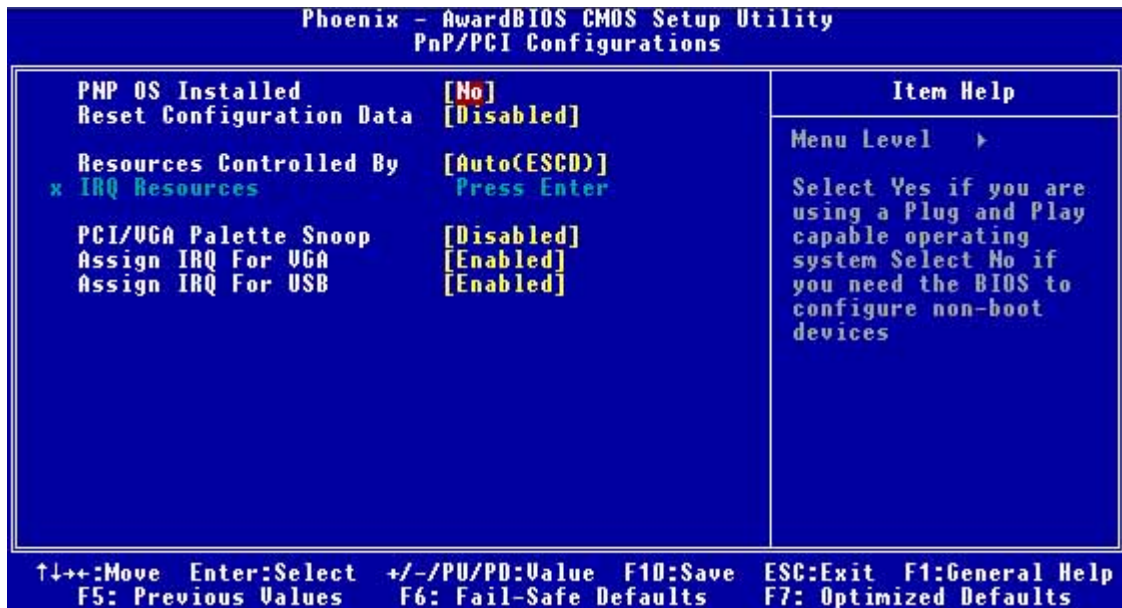 Phoenix - AwardBIOS CMOS Setup Utility
PnP/PCI Configurations
PNP OS Installed [No]
Reset Configuration Data [Disabled]
Resources Controlled By [Auto(ESCD)]
x IRQ Resources Press Enter
PCI/VGA Palette Snoop [Disabled]
Assign IRQ For VGA [Enabled]
Assign IRQ For USB [Enabled]
Item Help
Menu Level ▸
Select Yes if you are
using a Plug and Play
capable operating
system Select No if
you need the BIOS to
configure non-boot
devices
↑↓→←:Move Enter:Select +/-/PU/PD:Value F10:Save ESC:Exit F1:General Help
F5: Previous Values F6: Fail-Safe Defaults F7: Optimized Defaults